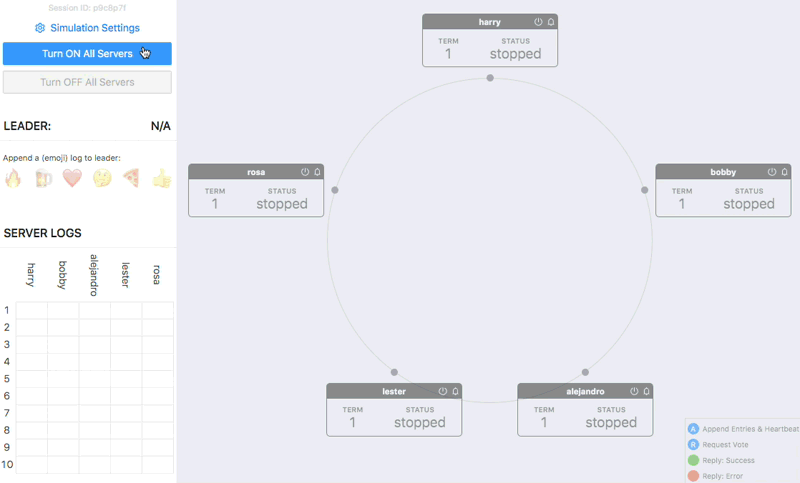 Session ID: p9c8p7f
Simulation Settings
Turn ON All Servers
Turn OFF All Servers
LEADER: N/A
Append a (emoji) log to leader:
SERVER LOGS
harry bobby alejandro lester rosa
1
2
3
4
5
6
7
8
9
10
harry
TERM STATUS
1 stopped
rosa
TERM STATUS
1 stopped
bobby
TERM STATUS
1 stopped
lester
TERM STATUS
1 stopped
alejandro
TERM STATUS
1 stopped
A Append Entries & Heartbeat
R Request Vote
Reply: Success
Reply: Error